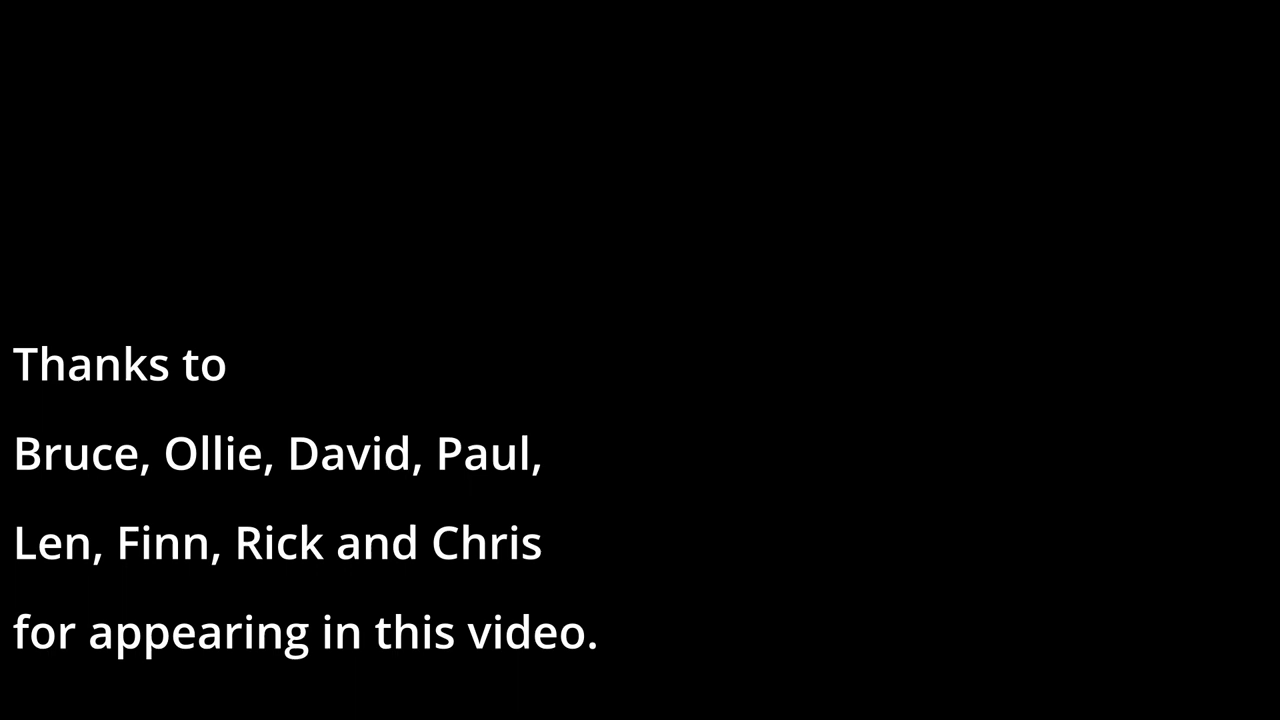 Thanks to
Bruce, Ollie, David, Paul,
Len, Finn, Rick and Chris
for appearing in this video.